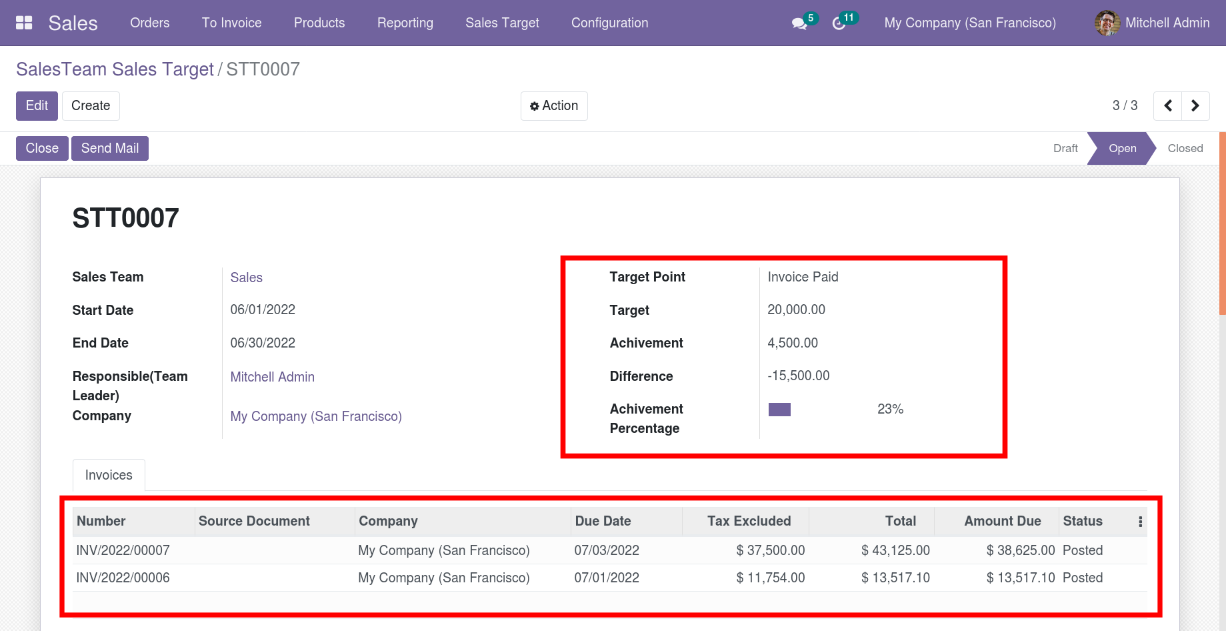 Sales Orders To Invoice Products Reporting Sales Target Configuration 5 11 My Company (San Francisco) Mitchell Admin
SalesTeam Sales Target / STT0007
Edit Create Action 3 / 3
Close Send Mail Draft Open Closed
STT0007
Sales Team Sales
Start Date 06/01/2022
End Date 06/30/2022
Responsible(Team Leader) Mitchell Admin
Company My Company (San Francisco)
Target Point Invoice Paid
Target 20,000.00
Achivement 4,500.00
Difference -15,500.00
Achivement Percentage 23%
Invoices
Number Source Document Company Due Date Tax Excluded Total Amount Due Status
INV/2022/00007 My Company (San Francisco) 07/03/2022 $ 37,500.00 $ 43,125.00 $ 38,625.00 Posted
INV/2022/00006 My Company (San Francisco) 07/01/2022 $ 11,754.00 $ 13,517.10 $ 13,517.10 Posted